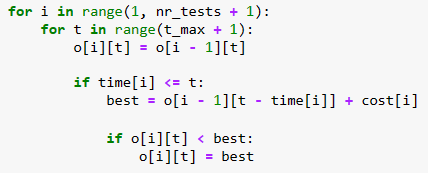 for i in range(1, nr_tests + 1):
    for t in range(t_max + 1):
        o[i][t] = o[i - 1][t]
        if time[i] <= t:
            best = o[i - 1][t - time[i]] + cost[i]
            if o[i][t] < best:
                o[i][t] = best